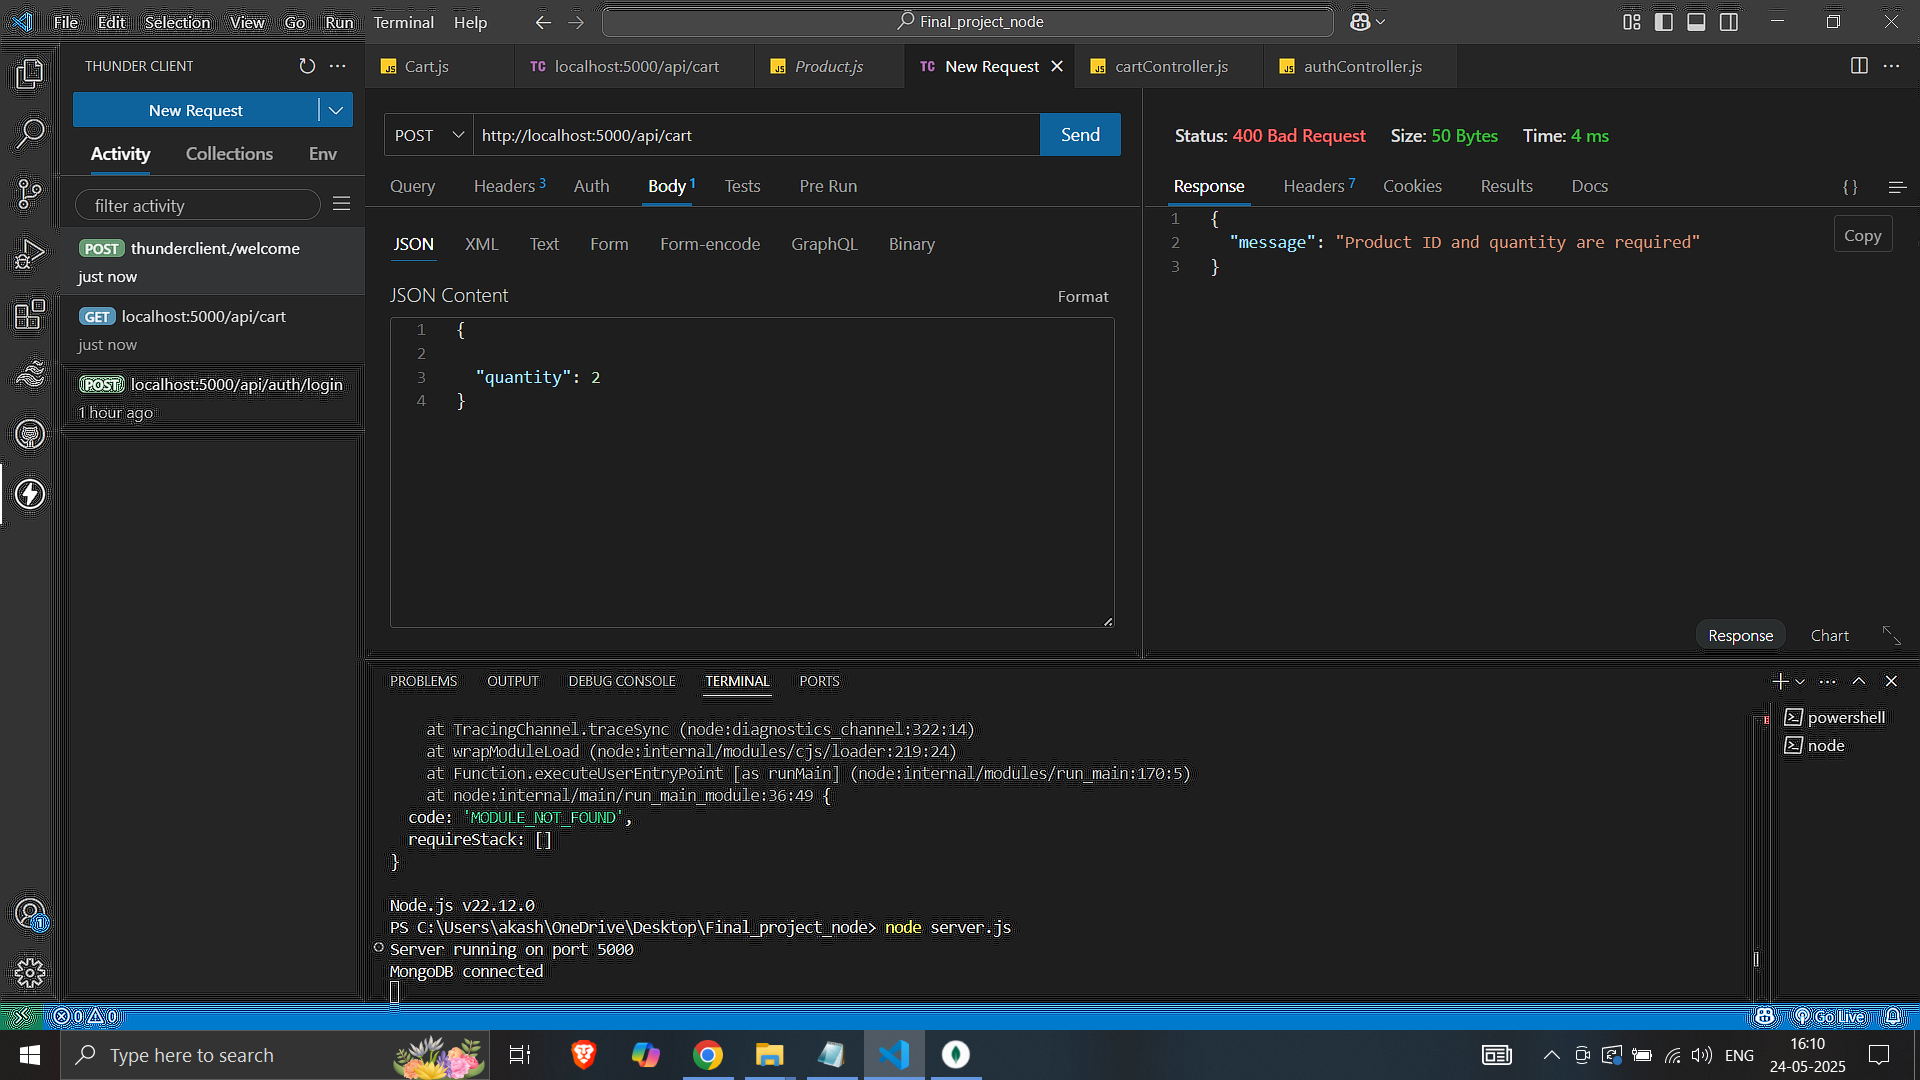 File Edit Selection View Go Run Terminal Help
Final_project_node
THUNDER CLIENT
New Request
Activity Collections Env
filter activity
POST thunderclient./welcome
just now
GET localhost:5000/api/cart
just now
POST localhost:5000/api/auth/login
1 hour ago
JS Cart.js
TC localhost:5000/api/cart
JS Product.js
TC New Request
JS cartController.js
JS authController.js
POST http://localhost:5000/api/cart Send
Query Headers 3 Auth Body 1 Tests Pre Run
JSON XML Text Form Form-encode GraphQL Binary
JSON Content Format
1 {
2
3 "quantity": 2
4 }
Status: 400 Bad Request Size: 50 Bytes Time: 4 ms
Response Headers 7 Cookies Results Docs { }
1 {
2 "message": "Product ID and quantity are required"
3 }
Copy
Response Chart
PROBLEMS OUTPUT DEBUG CONSOLE TERMINAL PORTS
at TracingChannel.traceSync (node:diagnostics_channel:322:14)
at wrapModuleLoad (node:internal/modules/cjs/loader:219:24)
at Function.executeUserEntryPoint [as runMain] (node:internal/modules/run_main:170:5)
at node:internal/main/run_main_module:36:49 {
code: 'MODULE_NOT_FOUND',
requireStack: []
}
Node.js v22.12.0
PS C:\Users\akash\OneDrive\Desktop\Final_project_node> node server.js
Server running on port 5000
MongoDB connected
powershell
node
1
0 0
Go Live
Type here to search
ENG
16:10
24-05-2025